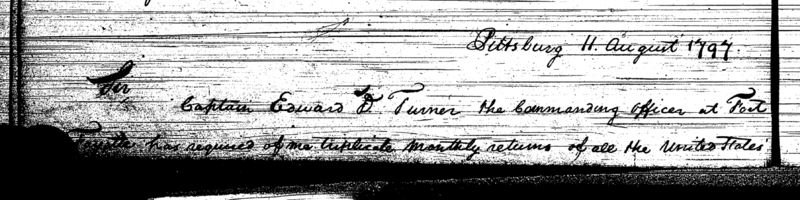 Pittsburg 11. August 1797.
Sir
Captain Edward D Turner the Commanding officer at Fort
Fayette has required of me triplicate monthly returns of all the United States'